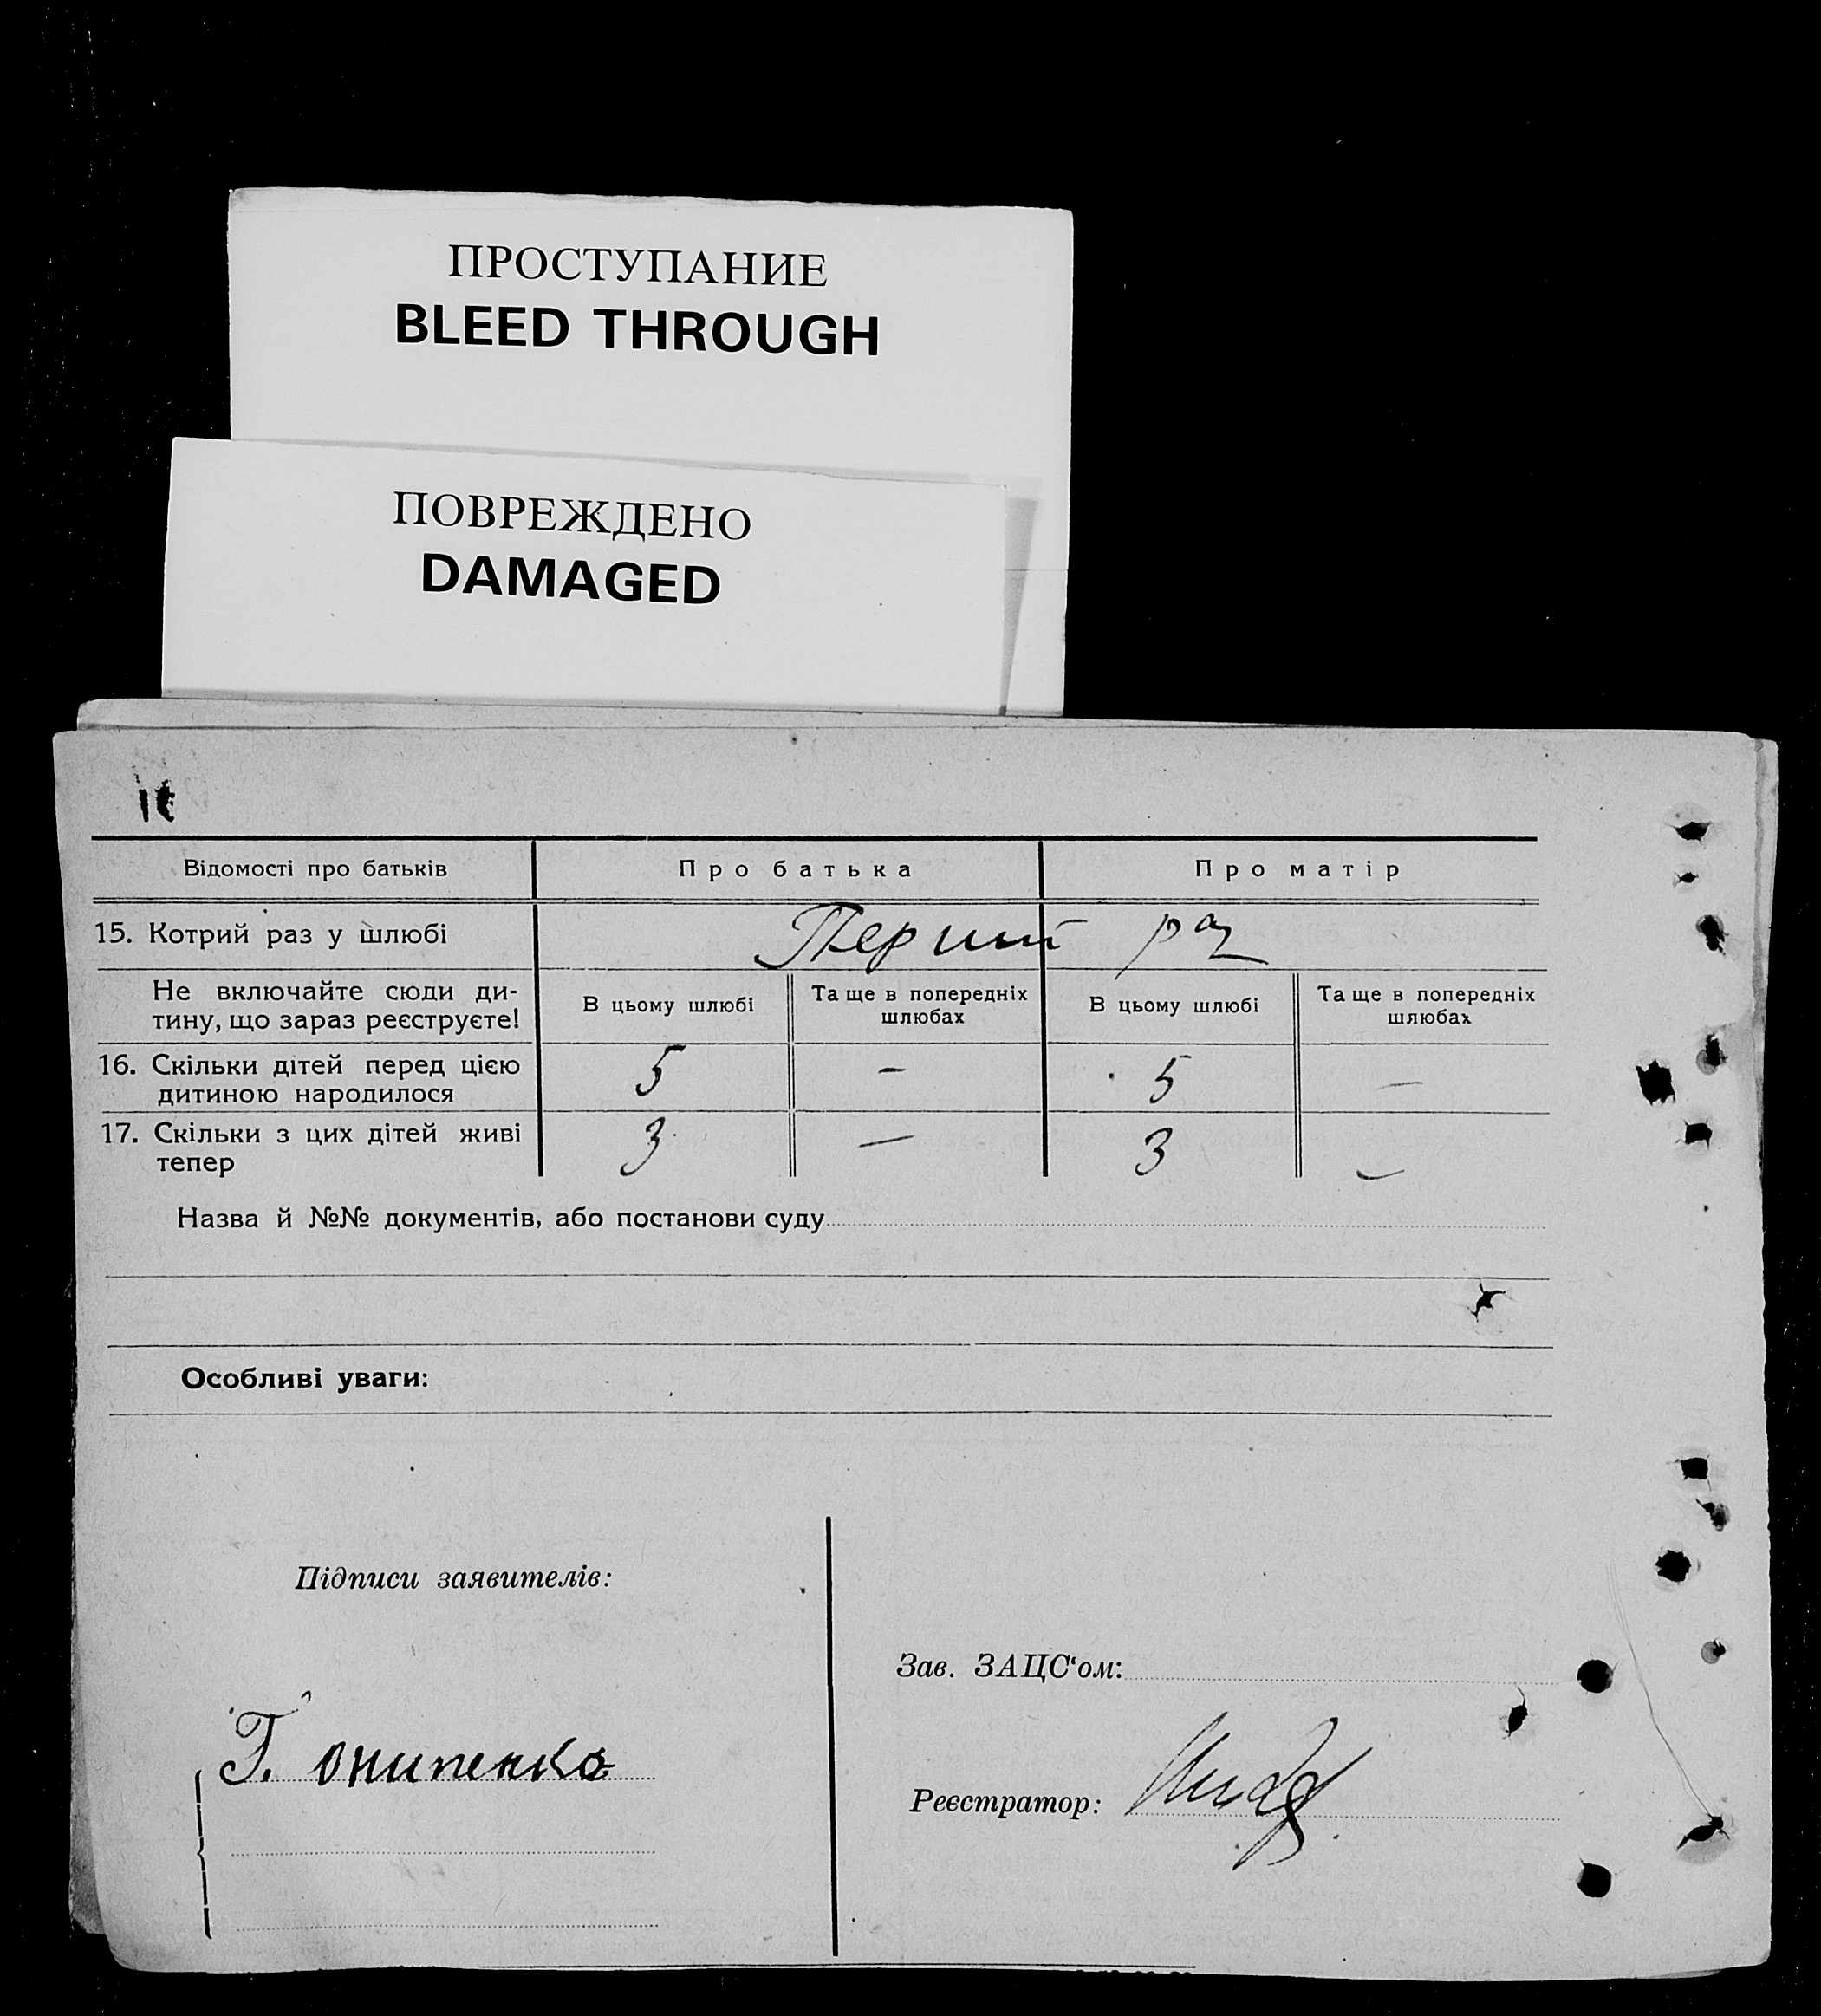 ПРОСТУПАНИЕ
BLEED THROUGH
ПОВРЕЖДЕНО
DAMAGED
Відомості про батьків Про батька Про матір
15. Котрий раз у шлюбі Перший раз
Не включайте сюди ди-
тину, що зараз реєструєте!
В цьому шлюбі Та ще в попередніх
шлюбах
В цьому шлюбі Та ще в попередніх
шлюбах
16. Скільки дітей перед цією
дитиною народилося
5 – 5 –
17. Скільки з цих дітей живі
тепер
3 – 3 –
Назва й №№ документів, або постанови суду
Особливі уваги:
Підписи заявителів:
Г. Онипенко
Зав. ЗАЦС‘ом:
Реєстратор: